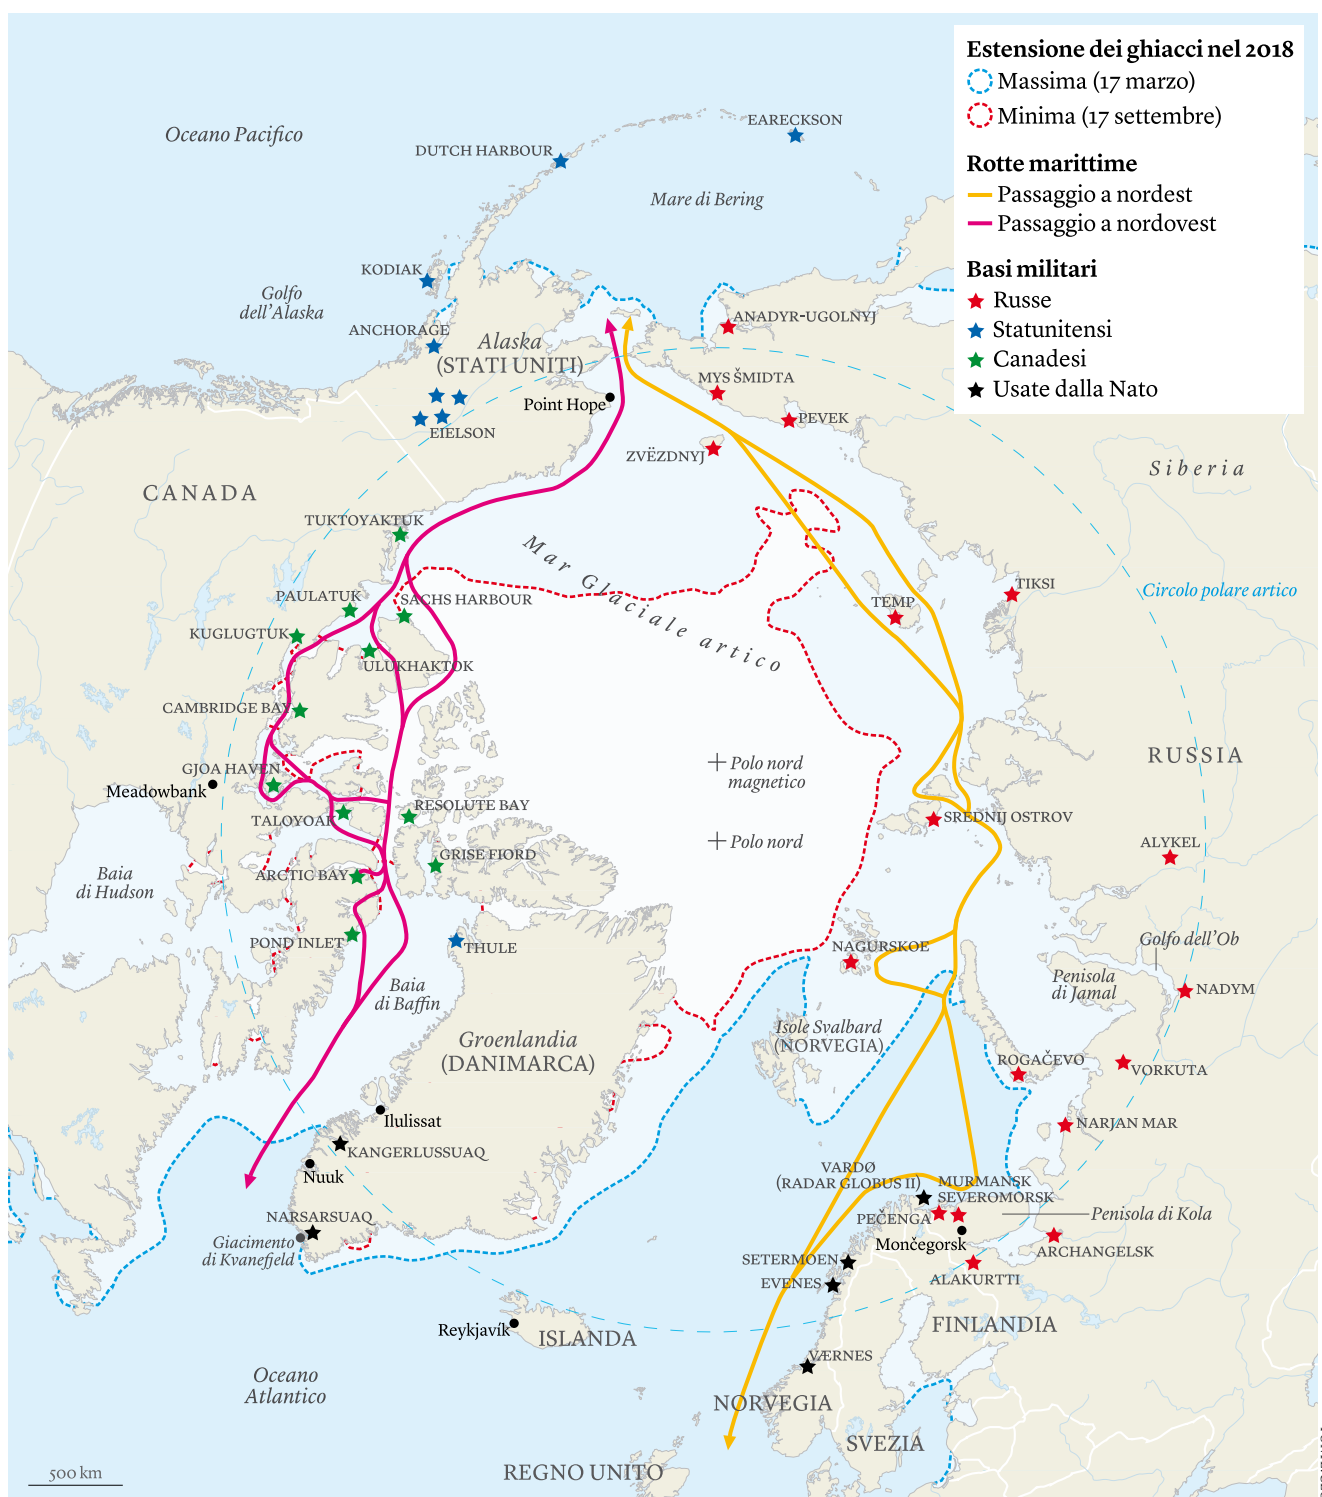 Estensione dei ghiacci nel 2018
Massima (17 marzo)
Minima (17 settembre)
Rotte marittime
Passaggio a nordest
Passaggio a nordovest
Basi militari
Russe
Statunitensi
Canadesi
Usate dalla Nato
Oceano Pacifico
EARECKSON
DUTCH HARBOUR
Mare di Bering
KODIAK
Golfo
dell'Alaska
ANADYR-UGOLNYJ
ANCHORAGE
Alaska
(STATI UNITI)
MYS ŠMIDTA
Point Hope
PEVEK
EIELSON
ZVËZDNYJ
Siberia
CANADA
TUKTOYAKTUK
Mar Glaciale artico
TIKSI
Circolo polare artico
PAULATUK
SACHS HARBOUR
TEMP
KUGLUGTUK
ULUKHAKTOK
CAMBRIDGE BAY
RUSSIA
Polo nord
magnetico
GJOA HAVEN
Meadowbank
RESOLUTE BAY
TALOYOAK
SREDNIJ OSTROV
Polo nord
ALYKEL
GRISE FIORD
Baia
di Hudson
ARCTIC BAY
POND INLET
THULE
NAGURSKOE
Golfo dell'Ob
Penisola
di Jamal
NADYM
Baia
di Baffin
Isole Svalbard
(NORVEGIA)
Groenlandia
(DANIMARCA)
ROGAČEVO
VORKUTA
Ilulissat
NARJAN MAR
KANGERLUSSUAQ
Nuuk
VARDØ
(RADAR GLOBUS II)
MURMANSK
SEVEROMORSK
NARSARSUAQ
PEČENGA
Penisola di Kola
Giacimento
di Kvanefjeld
Mončegorsk
ARCHANGELSK
SETERMOEN
EVENES
ALAKURTTI
Reykjavík
ISLANDA
FINLANDIA
VÆRNES
Oceano
Atlantico
NORVEGIA
SVEZIA
500 km
REGNO UNITO